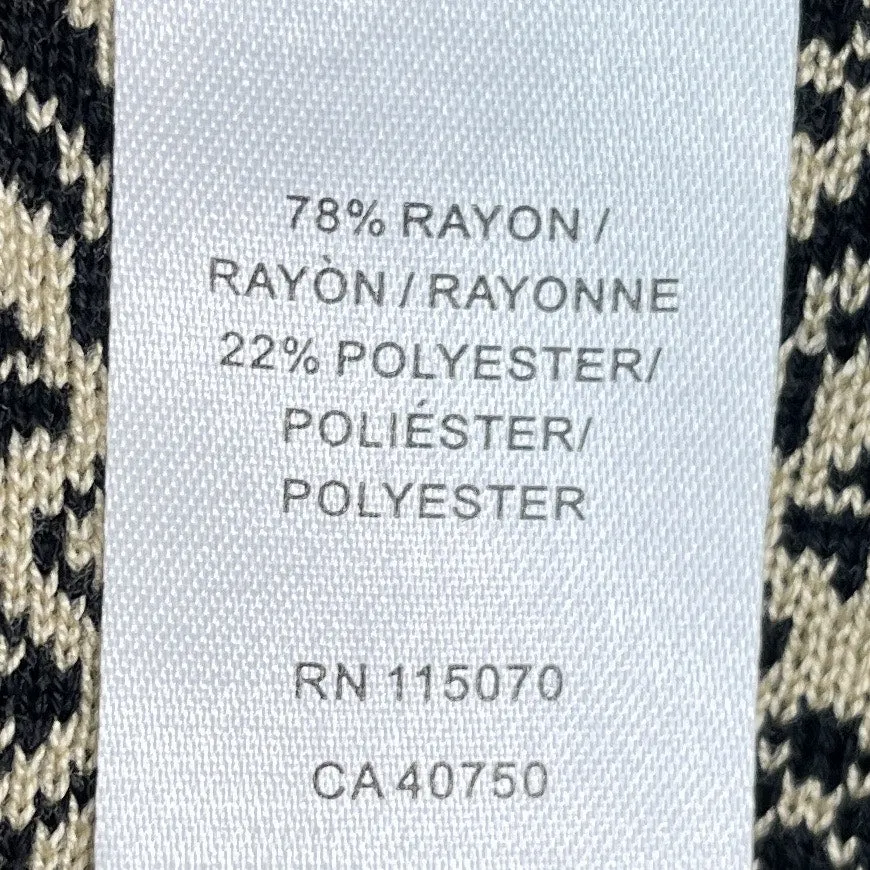 78% RAYON /
RAYÒN / RAYONNE
22% POLYESTER/
POLIÉSTER/
POLYESTER
RN 115070
CA 40750